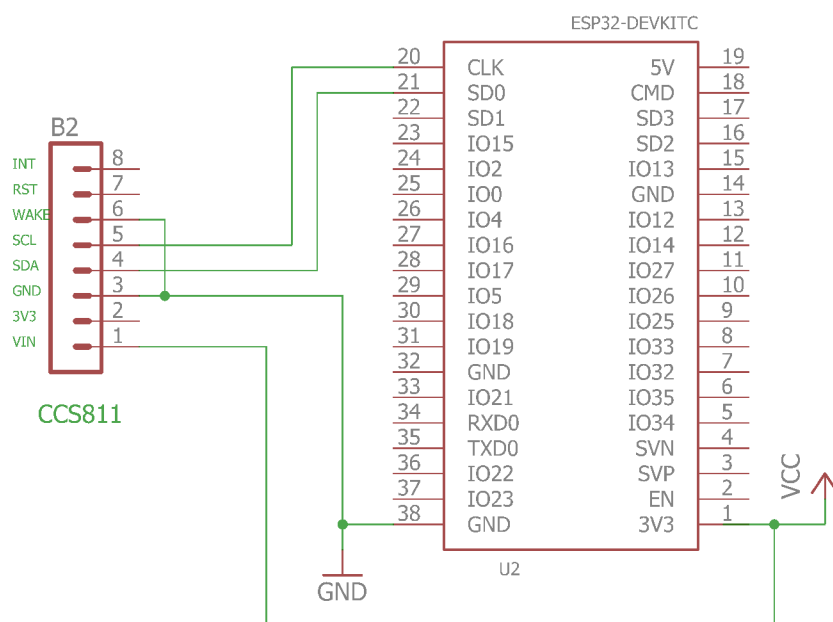 ESP32-DEVKITC
B2
INT 8
RST 7
WAKE 6
SCL 5
SDA 4
GND 3
3V3 2
VIN 1
CCS811
20 CLK 5V 19
21 SD0 CMD 18
22 SD1 SD3 17
23 IO15 SD2 16
24 IO2 IO13 15
25 IO0 GND 14
26 IO4 IO12 13
27 IO16 IO14 12
28 IO17 IO27 11
29 IO5 IO26 10
30 IO18 IO25 9
31 IO19 IO33 8
32 GND IO32 7
33 IO21 IO35 6
34 RXD0 IO34 5
35 TXD0 SVN 4
36 IO22 SVP 3
37 IO23 EN 2
38 GND 3V3 1
VCC
U2
GND